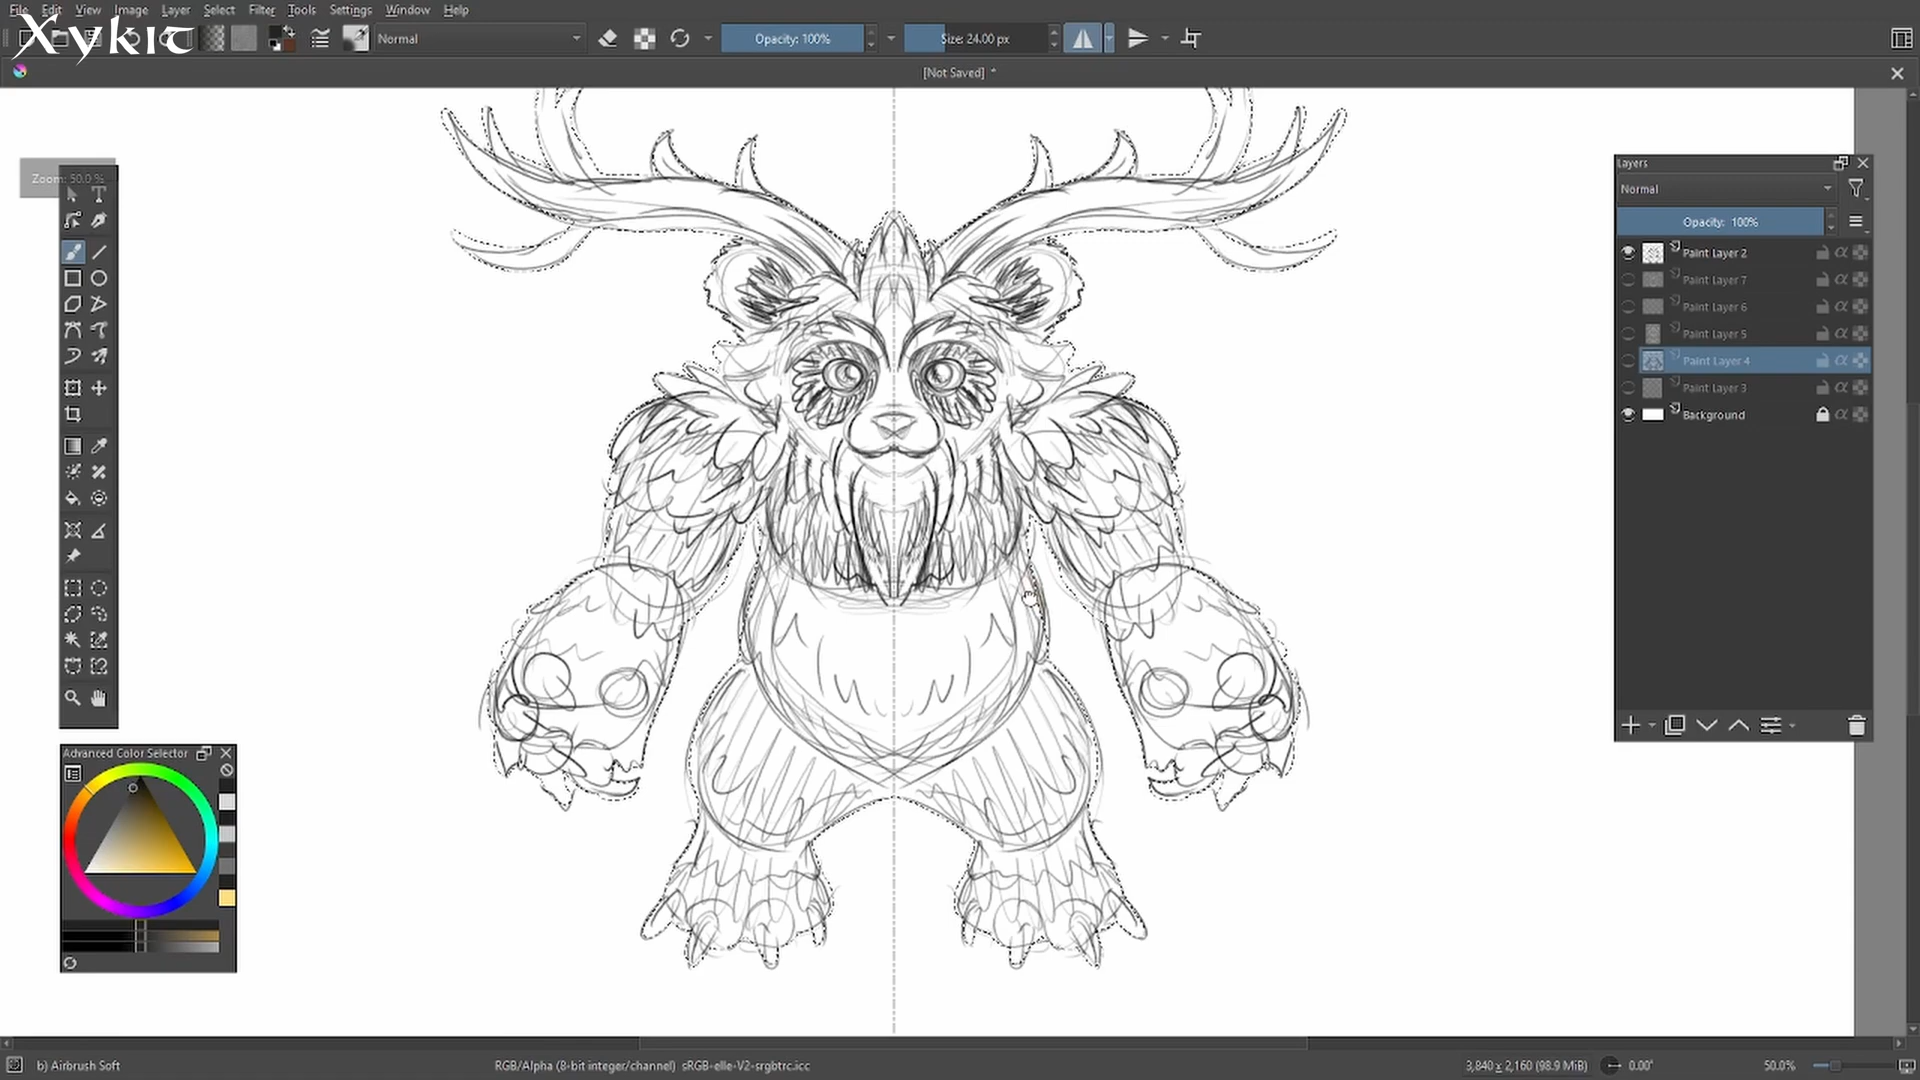 File Edit View Image Layer Select Filter Tools Settings Window Help
Xykit
Normal
Opacity: 100%
Size: 24.00 px
[Not Saved] *
Zoom: 50.0 %
Layers
Normal
Opacity: 100%
Paint Layer 2
Paint Layer 7
Paint Layer 6
Paint Layer 5
Paint Layer 4
Paint Layer 3
Background
Advanced Color Selector
b) Airbrush Soft
RGB/Alpha (8-bit integer/channel) sRGB-elle-V2-srgbtrc.icc
3,840 x 2,160 (98.9 MiB)
0.00°
50.0%